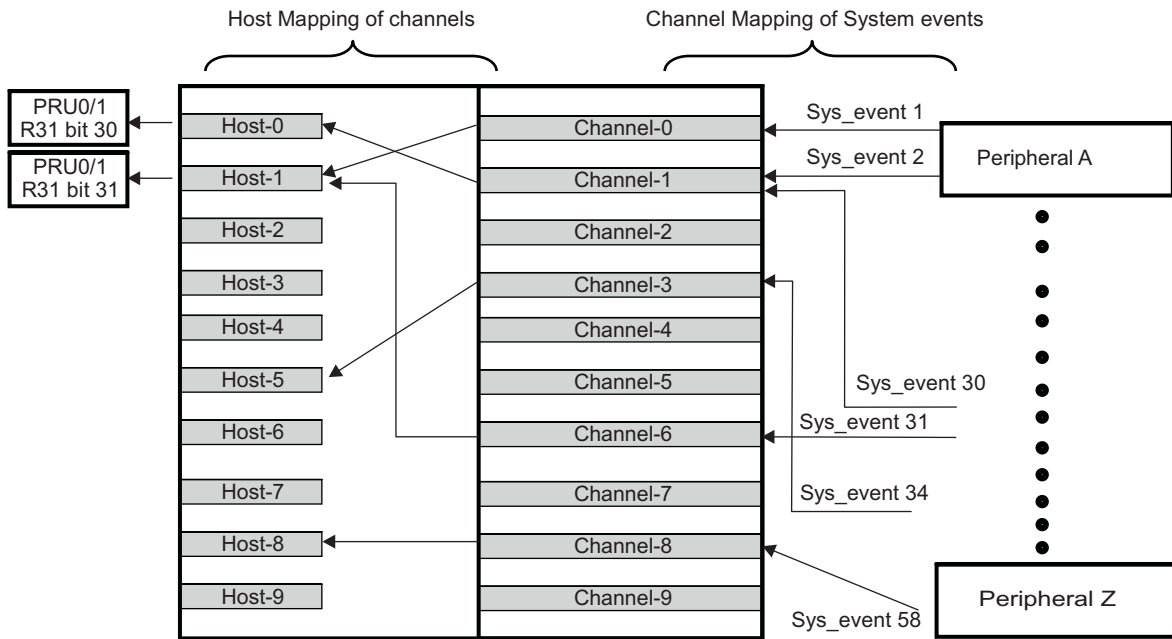 Host Mapping of channels
Channel Mapping of System events
PRU0/1
R31 bit 30
PRU0/1
R31 bit 31
Host-0
Host-1
Host-2
Host-3
Host-4
Host-5
Host-6
Host-7
Host-8
Host-9
Channel-0
Channel-1
Channel-2
Channel-3
Channel-4
Channel-5
Channel-6
Channel-7
Channel-8
Channel-9
Sys_event 1
Sys_event 2
Sys_event 30
Sys_event 31
Sys_event 34
Sys_event 58
Peripheral A
Peripheral Z